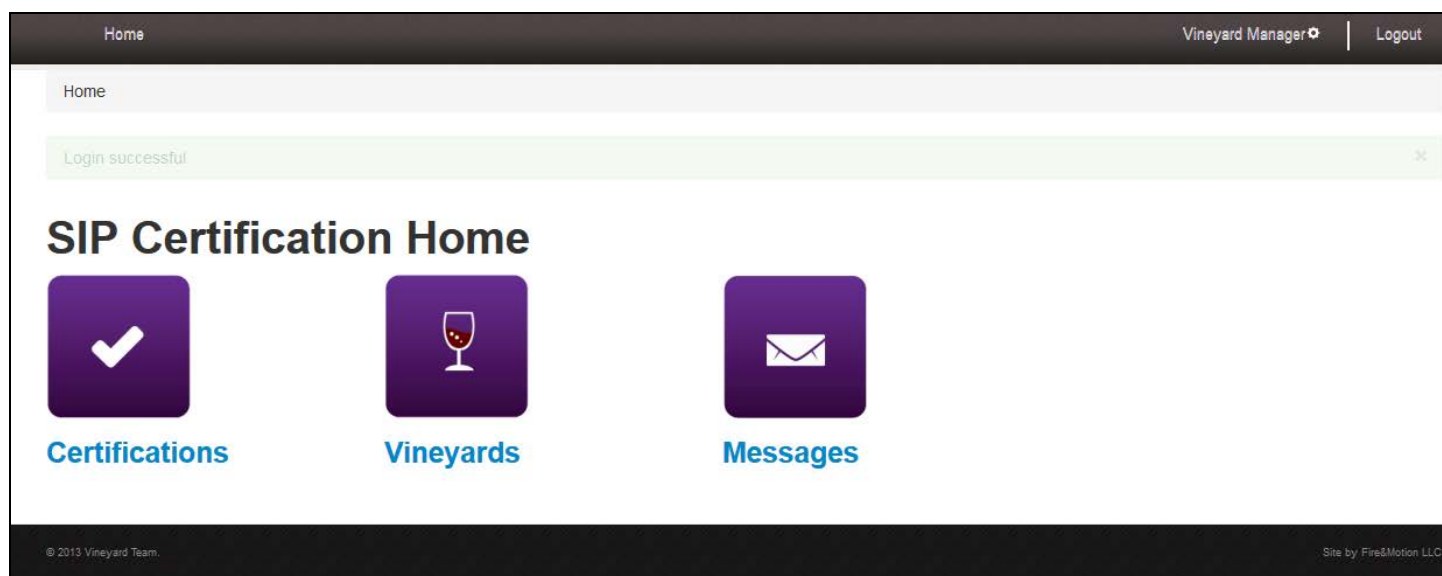 Home Vineyard Manager Logout
Home
Login successful
SIP Certification Home
Certifications Vineyards Messages
© 2013 Vineyard Team. Site by Fire&Motion LLC